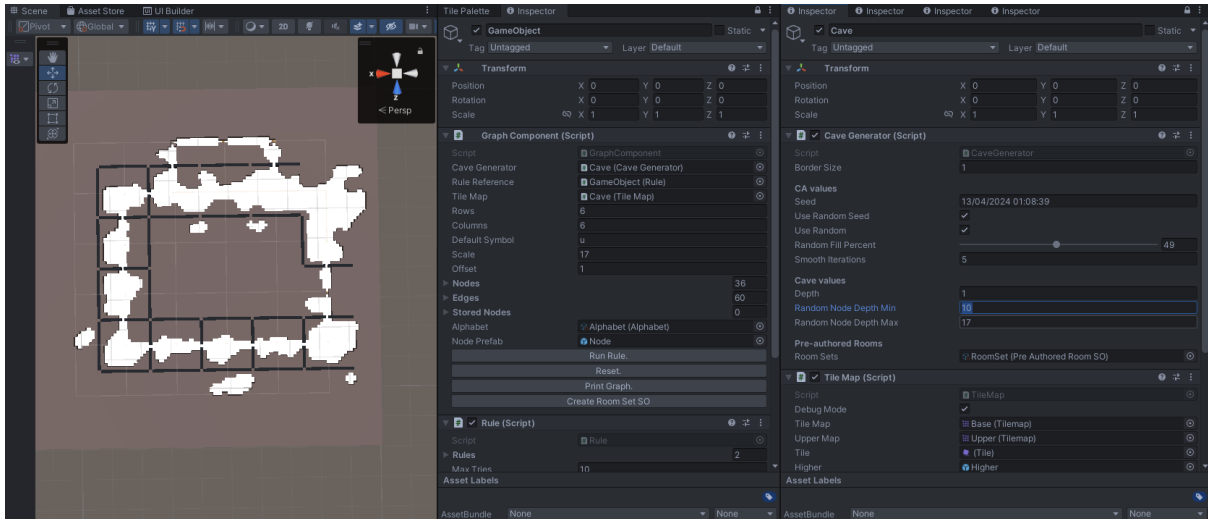 Scene Asset Store UI Builder
Pivot Global 2D
x
z
Persp
Tile Palette Inspector
GameObject Static
Tag Untagged Layer Default
Transform
Position X 0 Y 0 Z 0
Rotation X 0 Y 0 Z 0
Scale X 1 Y 1 Z 1
Graph Component (Script)
Script GraphComponent
Cave Generator Cave (Cave Generator)
Rule Reference GameObject (Rule)
Tile Map Cave (Tile Map)
Rows 6
Columns 6
Default Symbol u
Scale 17
Offset 1
Nodes 36
Edges 60
Stored Nodes 0
Alphabet Alphabet (Alphabet)
Node Prefab Node
Run Rule.
Reset.
Print Graph.
Create Room Set SO
Rule (Script)
Script Rule
Rules 2
Max Tries 10
Asset Labels
AssetBundle None None
Inspector Inspector Inspector Inspector
Cave Static
Tag Untagged Layer Default
Transform
Position X 0 Y 0 Z 0
Rotation X 0 Y 0 Z 0
Scale X 1 Y 1 Z 1
Cave Generator (Script)
Script CaveGenerator
Border Size 1
CA values
Seed 13/04/2024 01:08:39
Use Random Seed
Use Random
Random Fill Percent 49
Smooth Iterations 5
Cave values
Depth 1
Random Node Depth Min 10
Random Node Depth Max 17
Pre-authored Rooms
Room Sets RoomSet (Pre Authored Room SO)
Tile Map (Script)
Script TileMap
Debug Mode
Tile Map Base (Tilemap)
Upper Map Upper (Tilemap)
Tile (Tile)
Higher Higher
Asset Labels
AssetBundle None None